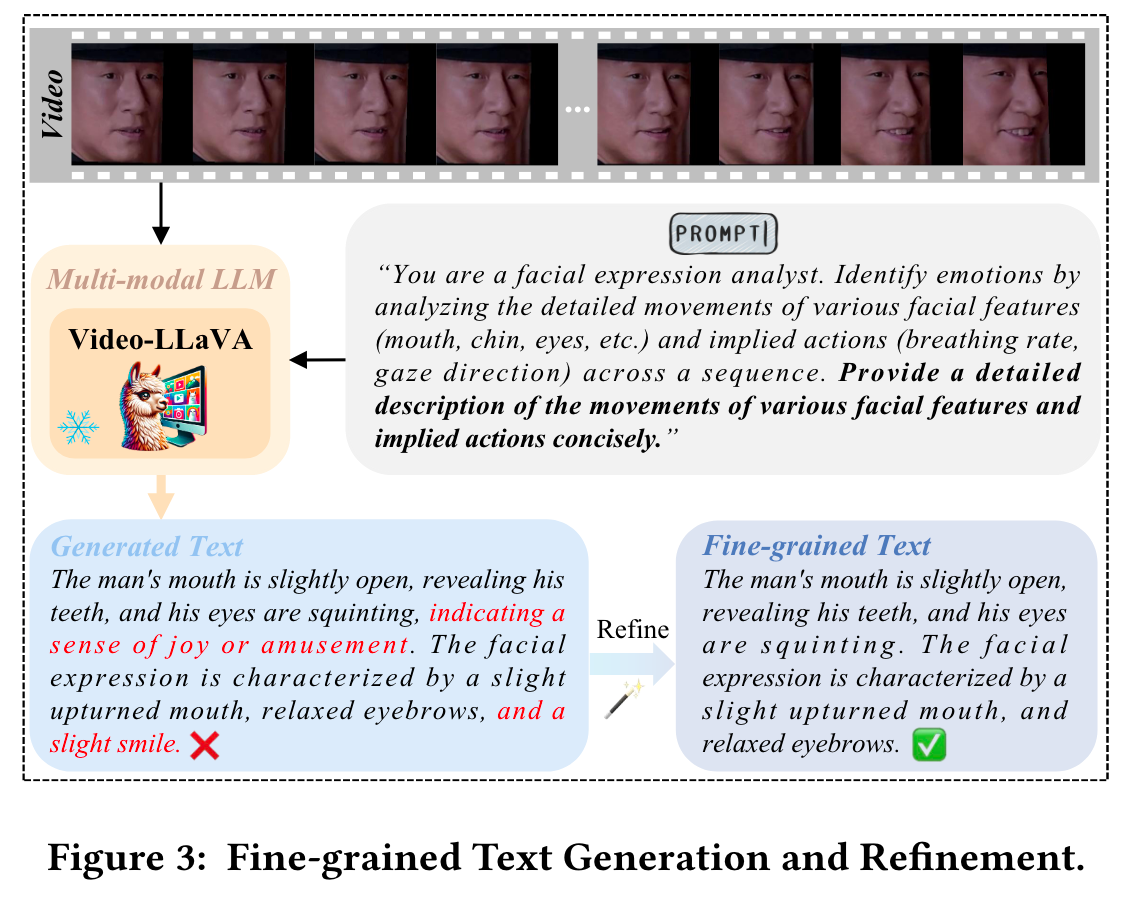 Video
...
PROMPT
“You are a facial expression analyst. Identify emotions by
analyzing the detailed movements of various facial features
(mouth, chin, eyes, etc.) and implied actions (breathing rate,
gaze direction) across a sequence. Provide a detailed
description of the movements of various facial features and
implied actions concisely.”
Multi-modal LLM
Video-LLaVA
Generated Text
The man's mouth is slightly open, revealing his
teeth, and his eyes are squinting, indicating a
sense of joy or amusement. The facial
expression is characterized by a slight
upturned mouth, relaxed eyebrows, and a
slight smile.
Refine
Fine-grained Text
The man's mouth is slightly open,
revealing his teeth, and his eyes
are squinting. The facial
expression is characterized by a
slight upturned mouth, and
relaxed eyebrows.
Figure 3: Fine-grained Text Generation and Refinement.